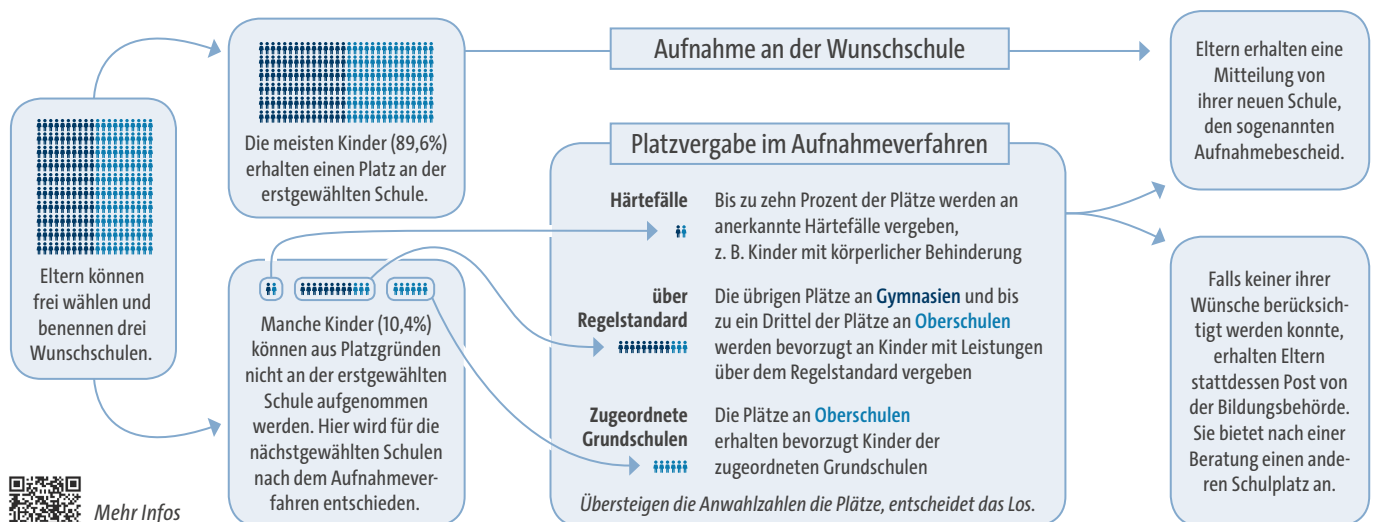 Eltern können
frei wählen und
benennen drei
Wunschschulen.
Die meisten Kinder (89,6%)
erhalten einen Platz an der
erstgewählten Schule.
Manche Kinder (10,4%)
können aus Platzgründen
nicht an der erstgewählten
Schule aufgenommen
werden. Hier wird für die
nächstgewählten Schulen
nach dem Aufnahmever-
fahren entschieden.
Aufnahme an der Wunschschule
Platzvergabe im Aufnahmeverfahren
Härtefälle
Bis zu zehn Prozent der Plätze werden an
anerkannte Härtefälle vergeben,
z. B. Kinder mit körperlicher Behinderung
über
Regelstandard
Die übrigen Plätze an Gymnasien und bis
zu ein Drittel der Plätze an Oberschulen
werden bevorzugt an Kinder mit Leistungen
über dem Regelstandard vergeben
Zugeordnete
Grundschulen
Die Plätze an Oberschulen
erhalten bevorzugt Kinder der
zugeordneten Grundschulen
Übersteigen die Anwahlzahlen die Plätze, entscheidet das Los.
Eltern erhalten eine
Mitteilung von
ihrer neuen Schule,
den sogenannten
Aufnahmebescheid.
Falls keiner ihrer
Wünsche berücksich-
tigt werden konnte,
erhalten Eltern
stattdessen Post von
der Bildungsbehörde.
Sie bietet nach einer
Beratung einen ande-
ren Schulplatz an.
Mehr Infos